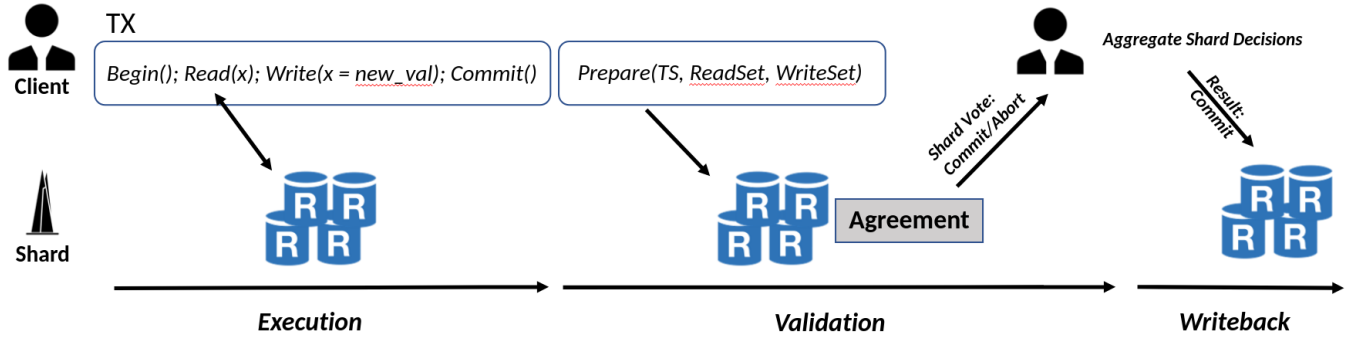 TX
Client
Begin(); Read(x); Write(x = new_val); Commit()
Prepare(TS, ReadSet, WriteSet)
Shard Vote:
Commit/Abort
Aggregate Shard Decisions
Result:
Commit
Shard
R R
R R
R R
R R
Agreement
R R
R R
Execution
Validation
Writeback